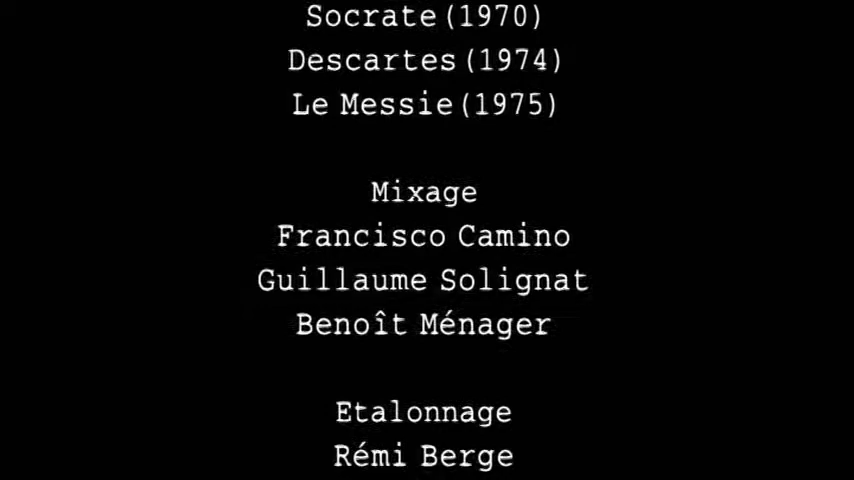 Socrate (1970)
Descartes (1974)
Le Messie (1975)
Mixage
Francisco Camino
Guillaume Solignat
Benoît Ménager
Etalonnage
Rémi Berge